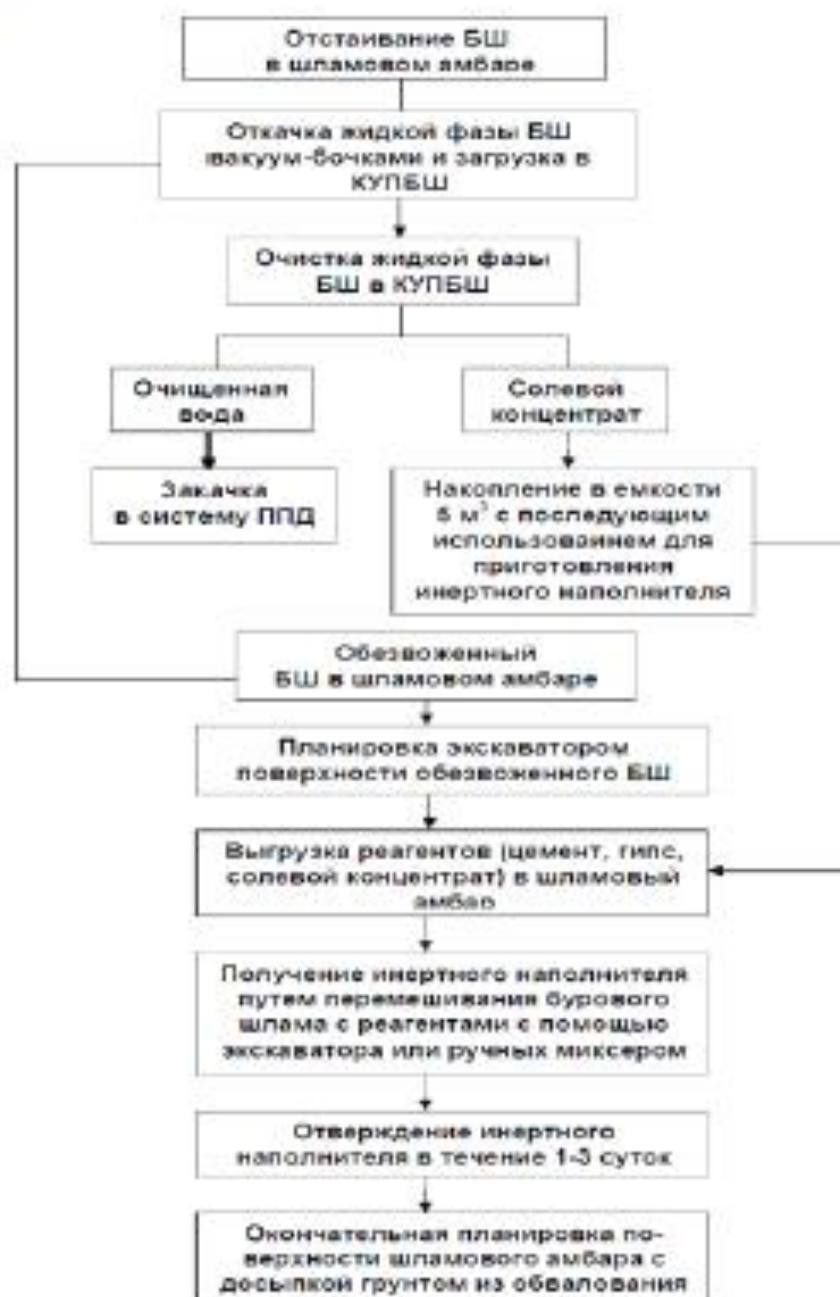 Отстаивание БШ
в шламовом амбаре
Откачка жидкой фазы БШ
вакуум-бочками и загрузка в
КУПБШ
Очистка жидкой фазы
БШ в КУПБШ
Очищенная
вода
Солевой
концентрат
Закачка
в систему ППД
Накопление в емкости
5 м³ с последующим
использованием для
приготовления
инертного наполнителя
Обезвоженный
БШ в шламовом амбаре
Планировка экскаватором
поверхности обезвоженного БШ
Выгрузка реагентов (цемент, гипс,
солевой концентрат) в шламовый
амбар
Получение инертного наполнителя
путем перемешивания бурового
шлама с реагентами с помощью
экскаватора или ручных миксером
Отверждение инертного
наполнителя в течение 1-3 суток
Окончательная планировка по-
верхности шламового амбара с
досыпкой грунтом из обвалования